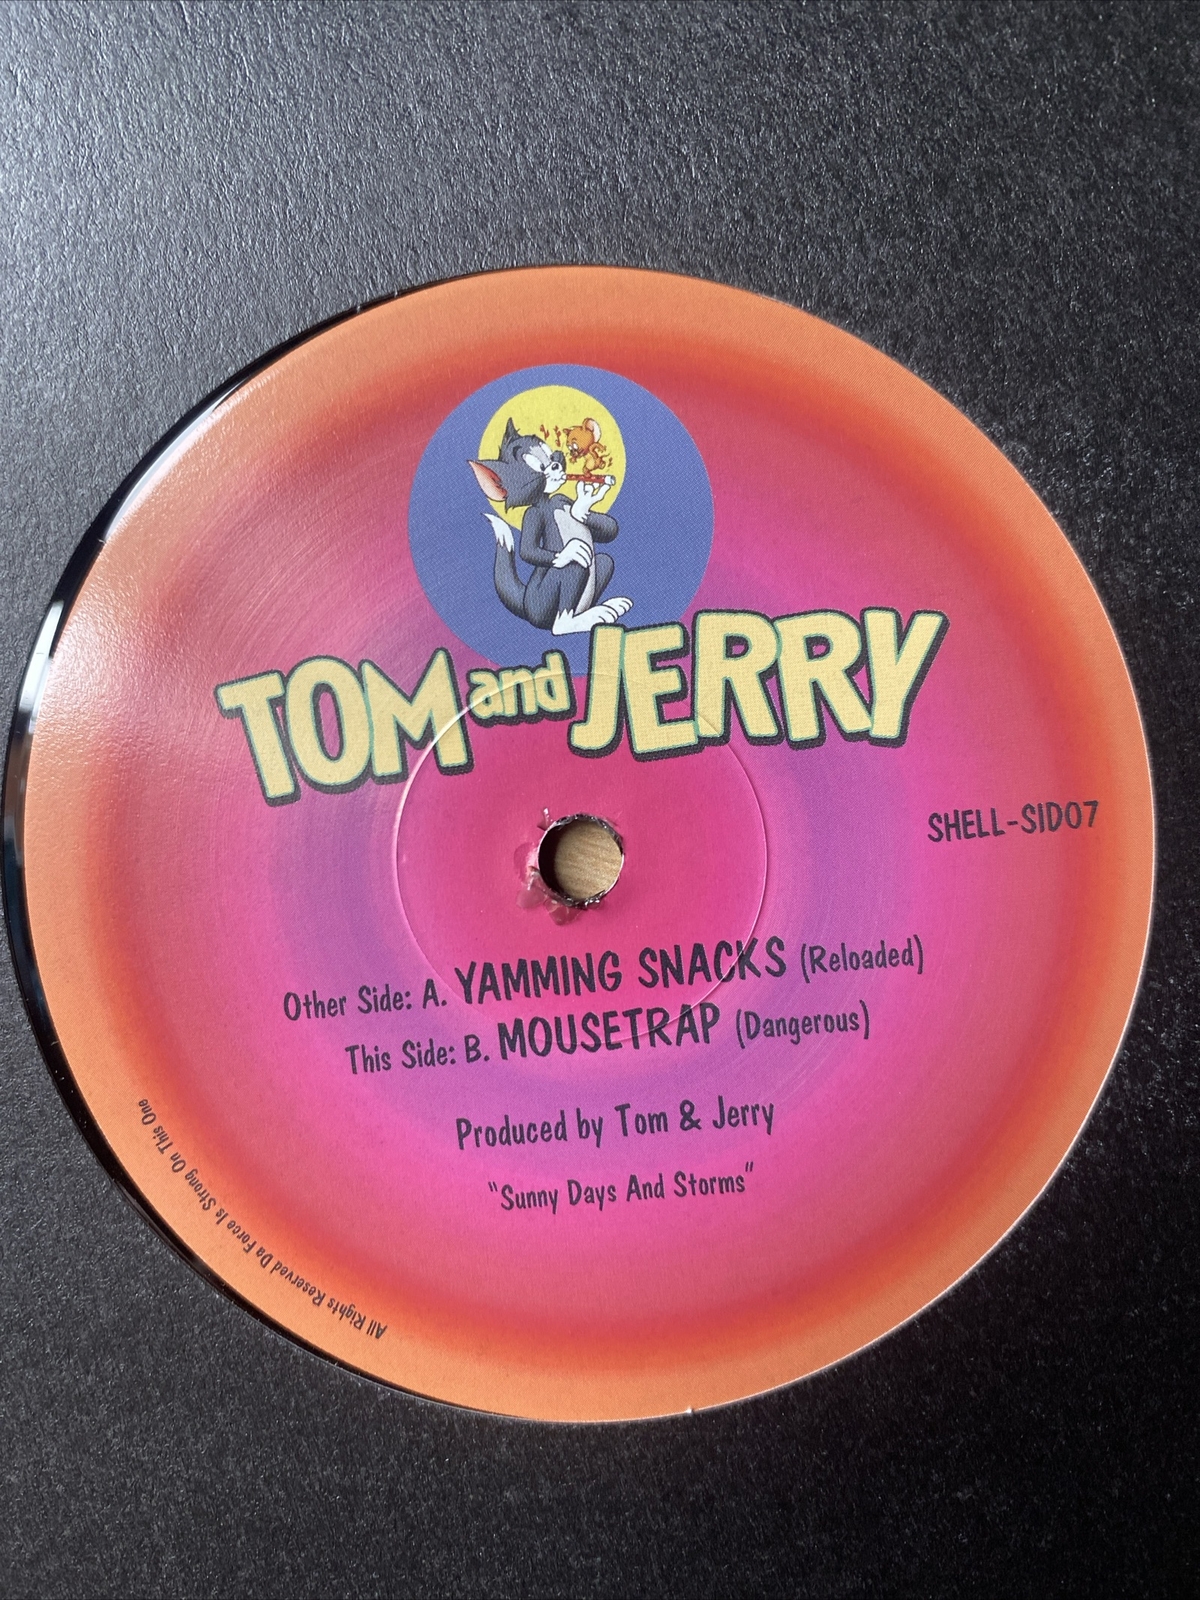 TOM and JERRY
SHELL-SID07
Other Side: A. YAMMING SNACKS (Reloaded)
This Side: B. MOUSETRAP (Dangerous)
Produced by Tom & Jerry
"Sunny Days And Storms"
All Rights Reserved Da Force Is Strong On This One